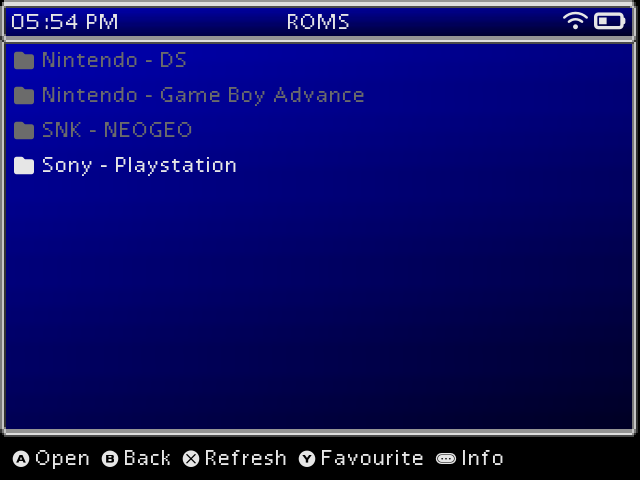 05:54 PM ROMS
Nintendo - DS
Nintendo - Game Boy Advance
SNK - NEOGEO
Sony - Playstation
A Open B Back X Refresh Y Favourite Info